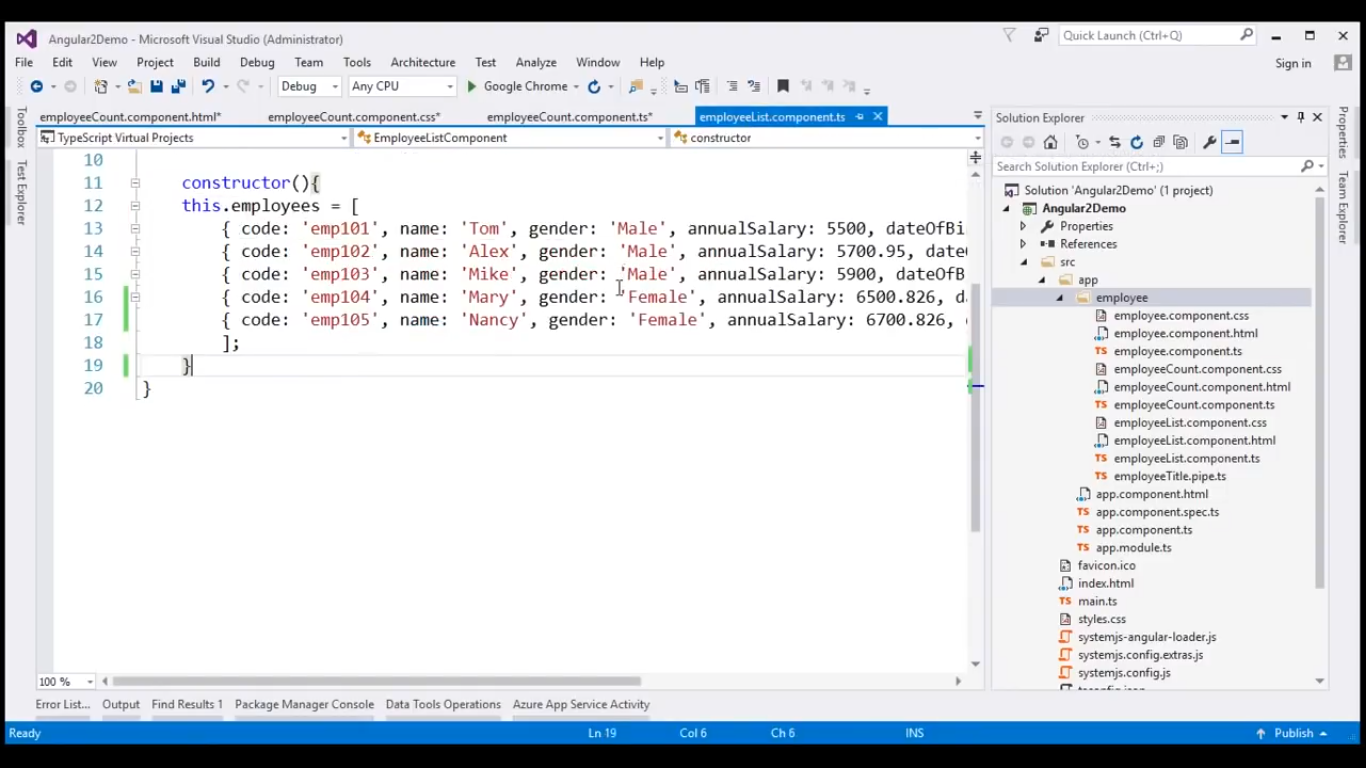 Angular2Demo - Microsoft Visual Studio (Administrator)
Quick Launch (Ctrl+Q)
File Edit View Project Build Debug Team Tools Architecture Test Analyze Window Help
Sign in
Debug Any CPU Google Chrome
Toolbox
Test Explorer
employeeCount.component.html* employeeCount.component.css* employeeCount.component.ts* employeeList.component.ts
TypeScript Virtual Projects EmployeeListComponent constructor
10
11 constructor(){
12 this.employees = [
13 { code: 'emp101', name: 'Tom', gender: 'Male', annualSalary: 5500, dateOfBi
14 { code: 'emp102', name: 'Alex', gender: 'Male', annualSalary: 5700.95, date
15 { code: 'emp103', name: 'Mike', gender: 'Male', annualSalary: 5900, dateOfB
16 { code: 'emp104', name: 'Mary', gender: 'Female', annualSalary: 6500.826, d
17 { code: 'emp105', name: 'Nancy', gender: 'Female', annualSalary: 6700.826,
18 ];
19 }
20 }
100 %
Solution Explorer
Search Solution Explorer (Ctrl+;)
Solution 'Angular2Demo' (1 project)
Angular2Demo
Properties
References
src
app
employee
employee.component.css
employee.component.html
TS employee.component.ts
employeeCount.component.css
employeeCount.component.html
TS employeeCount.component.ts
employeeList.component.css
employeeList.component.html
TS employeeList.component.ts
TS employeeTitle.pipe.ts
app.component.html
TS app.component.spec.ts
TS app.component.ts
TS app.module.ts
favicon.ico
index.html
TS main.ts
styles.css
systemjs-angular-loader.js
systemjs.config.extras.js
systemjs.config.js
Properties
Team Explorer
Error List... Output Find Results 1 Package Manager Console Data Tools Operations Azure App Service Activity
Ready Ln 19 Col 6 Ch 6 INS Publish